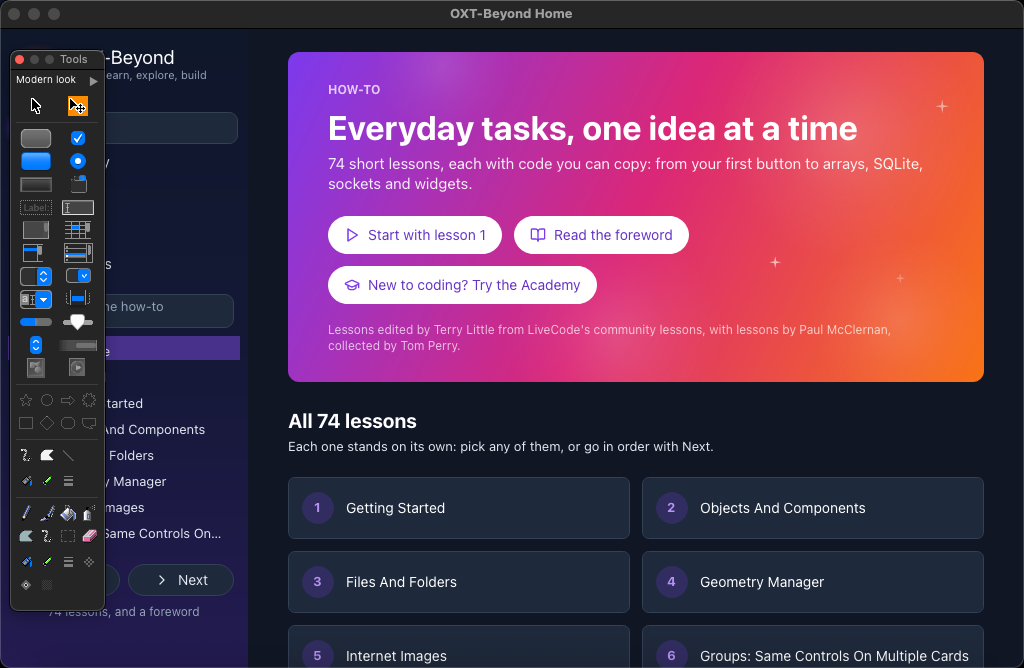 OXT-Beyond Home
Tools
Modern look
Label:
-Beyond
earn, explore, build
ne how-to
tarted
And Components
Folders
y Manager
mages
Same Controls On...
Next
74 lessons, and a foreword
HOW-TO
Everyday tasks, one idea at a time
74 short lessons, each with code you can copy: from your first button to arrays, SQLite,
sockets and widgets.
Start with lesson 1
Read the foreword
New to coding? Try the Academy
Lessons edited by Terry Little from LiveCode's community lessons, with lessons by Paul McClernan,
collected by Tom Perry.
All 74 lessons
Each one stands on its own: pick any of them, or go in order with Next.
1 Getting Started
2 Objects And Components
3 Files And Folders
4 Geometry Manager
5 Internet Images
6 Groups: Same Controls On Multiple Cards